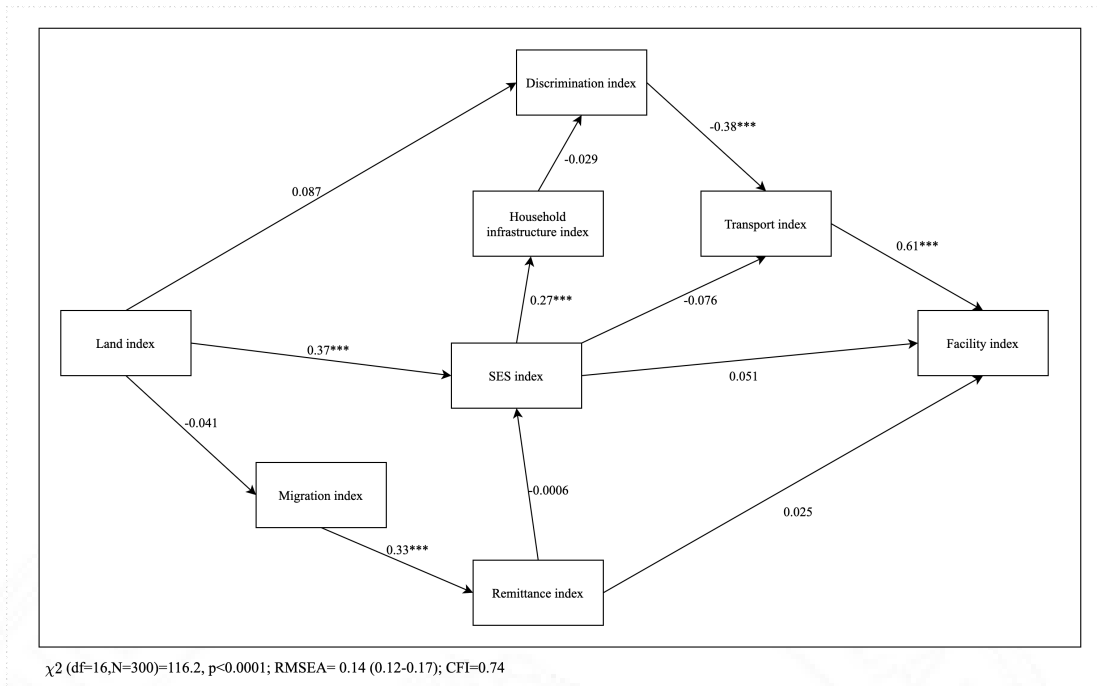 Discrimination index
-0.38***
-0.029
0.087
Household
infrastructure index
Transport index
0.61***
0.27***
-0.076
Land index
0.37***
SES index
Facility index
0.051
-0.041
Migration index
-0.0006
0.025
0.33***
Remittance index
χ2 (df=16,N=300)=116.2, p<0.0001; RMSEA= 0.14 (0.12-0.17); CFI=0.74